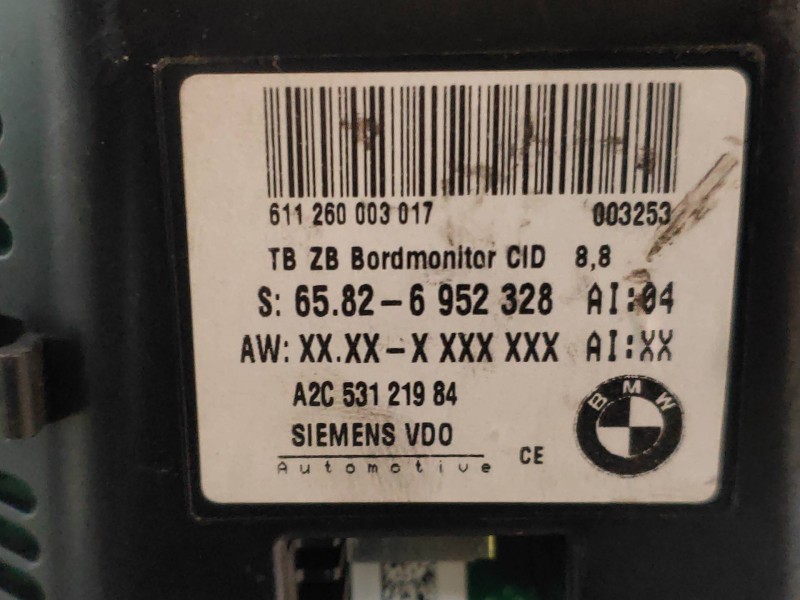 611 260 003 017 003253
TB ZB Bordmonitor CID 8,8
S: 65.82-6 952 328 AI:04
AW: XX.XX-X XXX XXX AI:XX
A2C 531 219 84
SIEMENS VDO
Automotive CE
BMW